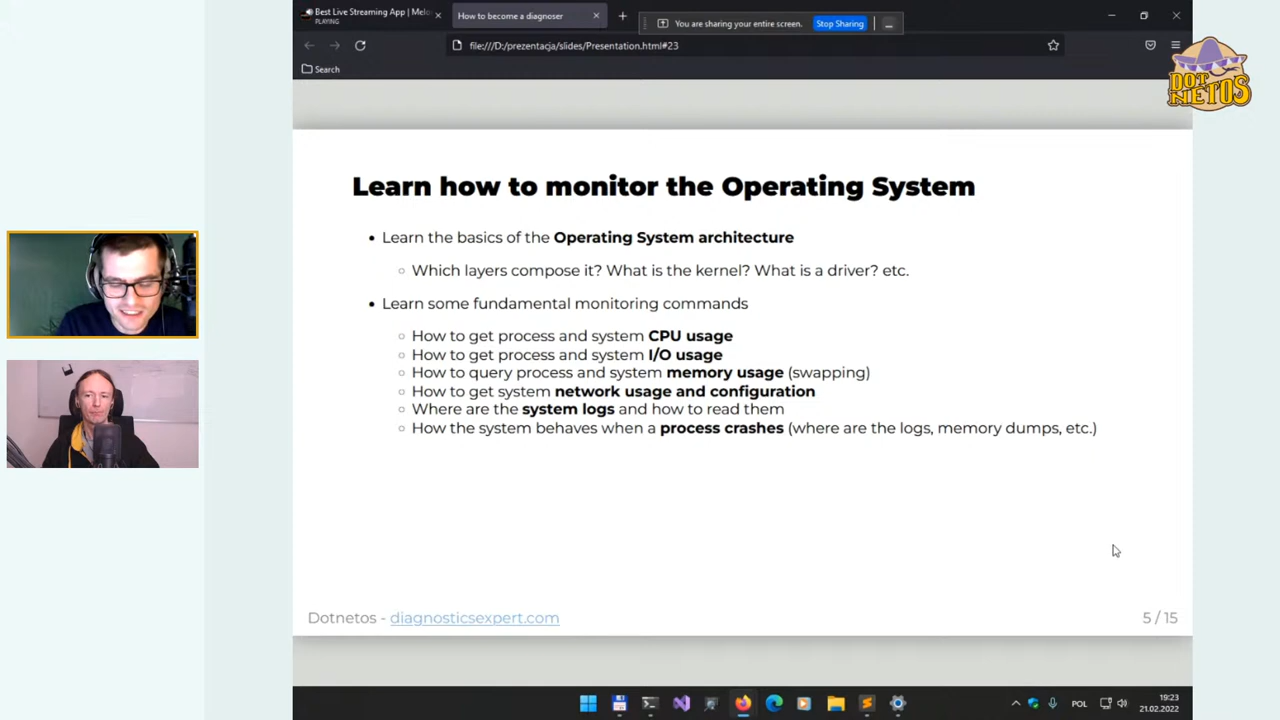 Best Live Streaming App | Melo
PLAYING
How to become a diagnoser
You are sharing your entire screen.
Stop Sharing
file:///D:/prezentacja/slides/Presentation.html#23
Search
DOT
NETOS
Learn how to monitor the Operating System
Learn the basics of the Operating System architecture
Which layers compose it? What is the kernel? What is a driver? etc.
Learn some fundamental monitoring commands
How to get process and system CPU usage
How to get process and system I/O usage
How to query process and system memory usage (swapping)
How to get system network usage and configuration
Where are the system logs and how to read them
How the system behaves when a process crashes (where are the logs, memory dumps, etc.)
Dotnetos - diagnosticsexpert.com
5 / 15
POL
19:23
21.02.2022